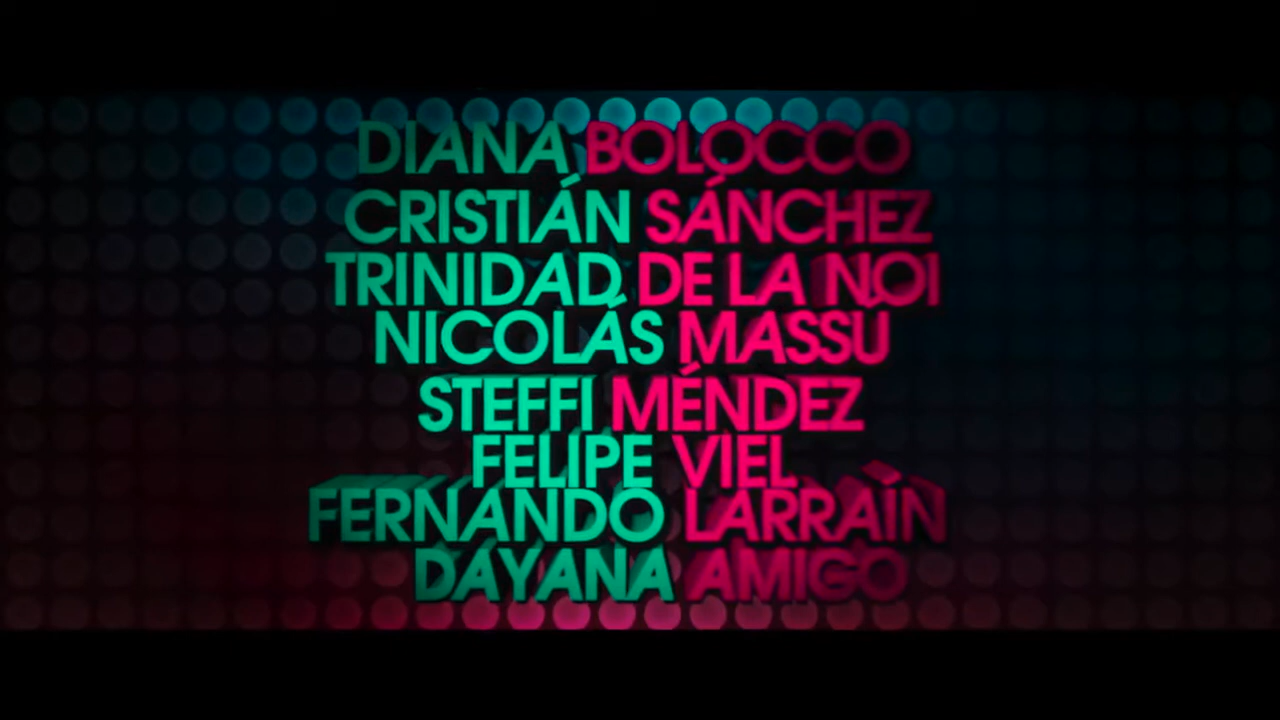 DIANA BOLOCCO
CRISTIÁN SÁNCHEZ
TRINIDAD DE LA NOI
NICOLÁS MASSÚ
STEFFI MÉNDEZ
FELIPE VIEL
FERNANDO LARRAÍN
DAYANA AMIGO